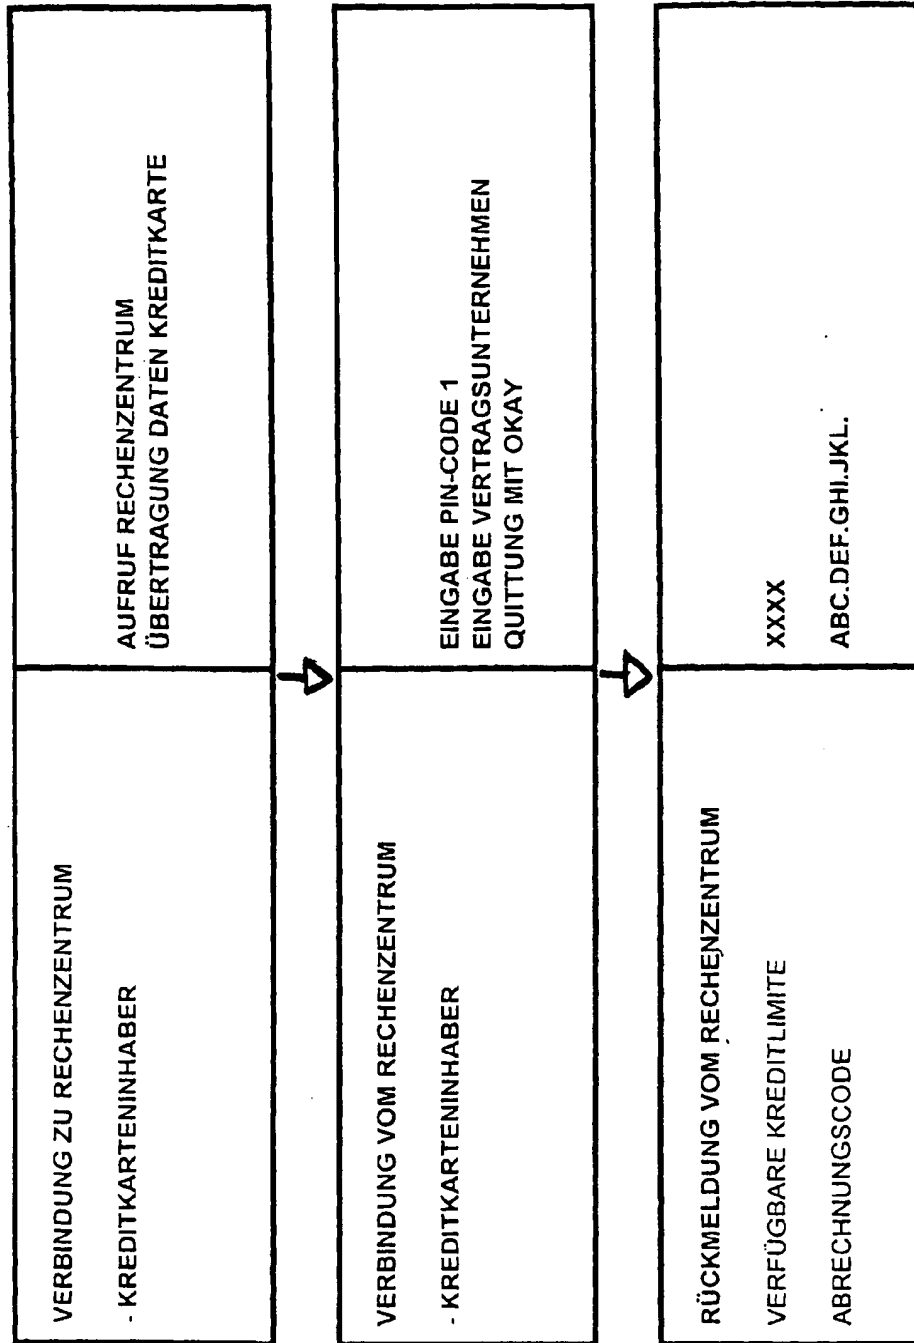 VERBINDUNG ZU RECHENZENTRUM
- KREDITKARTENINHABER
AUFRUF RECHENZENTRUM
ÜBERTRAGUNG DATEN KREDITKARTE
VERBINDUNG VOM RECHENZENTRUM
- KREDITKARTENINHABER
EINGABE PIN-CODE 1
EINGABE VERTRAGSUNTERNEHMEN
QUITTUNG MIT OKAY
RÜCKMELDUNG VOM RECHENZENTRUM
VERFÜGBARE KREDITLIMITE
XXXX
ABRECHNUNGSCODE
ABC.DEF.GHI.JKL.